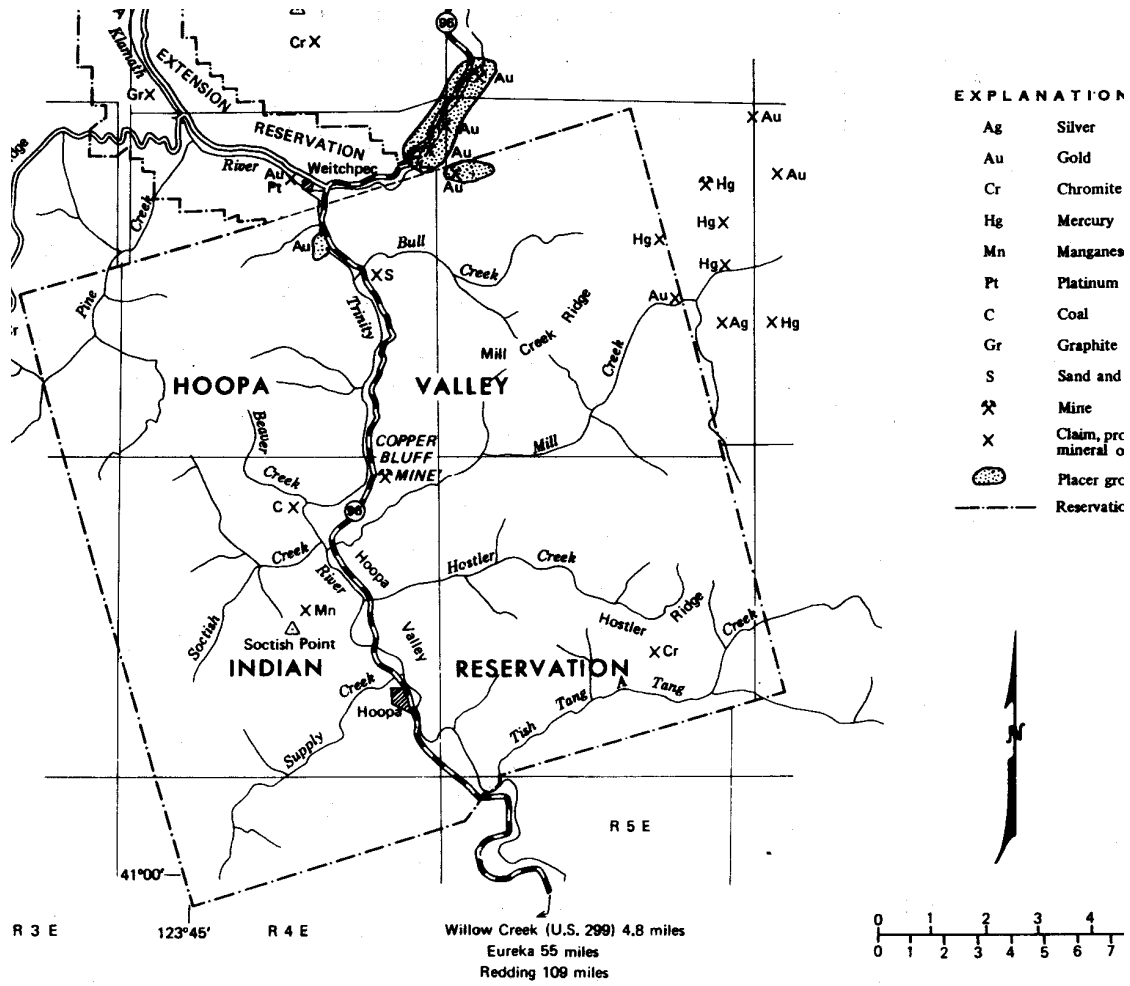 96
Cr
Klamath
EXTENSION
Gr
Au
EXPLANATION
RESERVATION
Au
Au
Ag Silver
River
Weitchpec
Au
Au Gold
Au
Pt
Au
Hg
Au
Cr Chromite
Creek
Hg
Hg Mercury
Au
Bull
Hg
Creek
Hg
Mn Manganes
S
Pine
Au
Pt Platinum
Trinity
Ridge
Ag
Hg
C Coal
Mill Creek
Creek
Gr Graphite
HOOPA VALLEY
S Sand and
Mine
Beaver
COPPER
BLUFF
MINE
Mill
Claim, pro
mineral o
Creek
Placer gro
C
96
Reservatio
Creek
River
Hoopa
Hostler Creek
Mn
Ridge
Soctish
Hostler
Creek
Soctish Point
Valley
Cr
INDIAN RESERVATION
Creek
Tish Tang A Tang
Hoopa
Supply
N
R 5 E
41°00'
R 3 E 123°45' R 4 E
Willow Creek (U.S. 299) 4.8 miles
Eureka 55 miles
Redding 109 miles
0 1 2 3 4
0 1 2 3 4 5 6 7